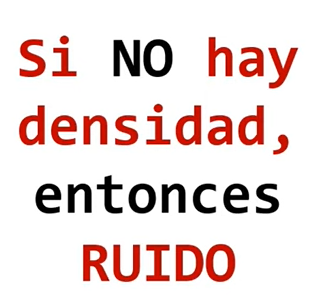 Si NO hay
densidad,
entonces
RUIDO